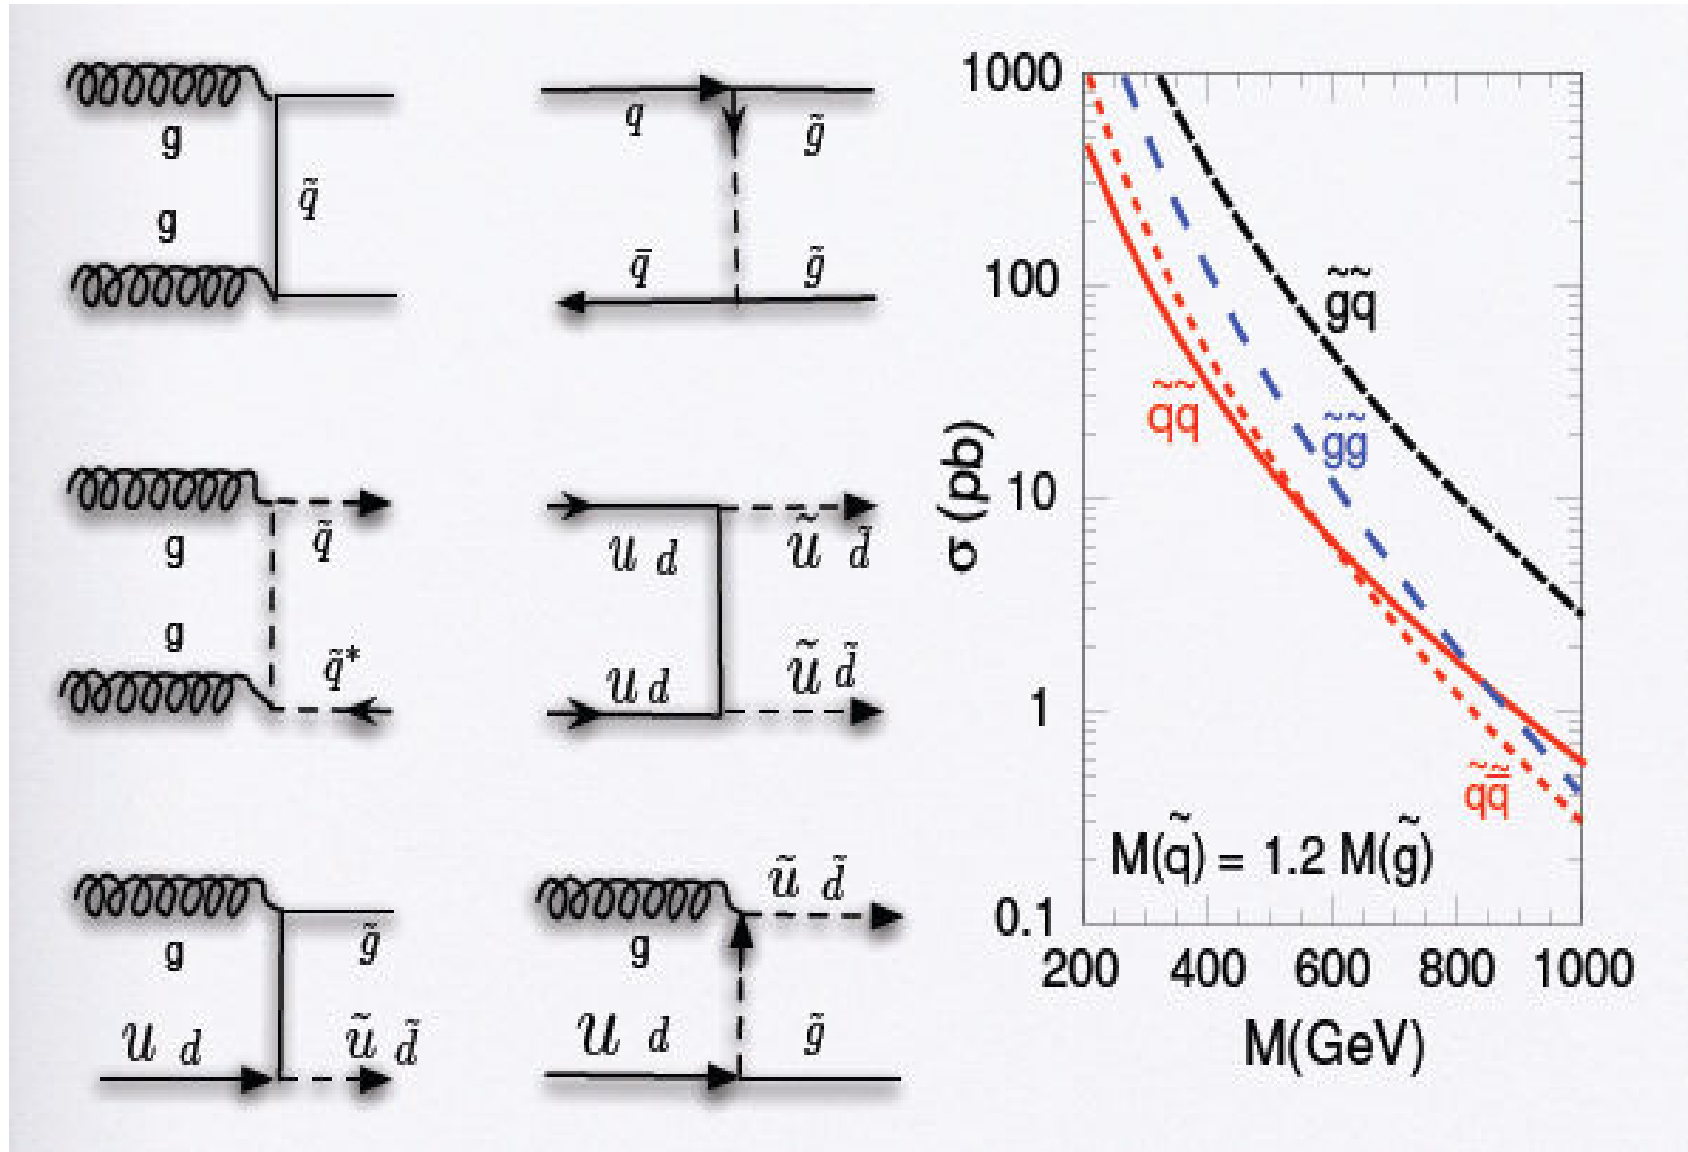 g
g
q̃
q
g̃
q̄
g̃
g
q̃
g
q̃*
u d
ũ d̃
u d
ũ d̃
g
g̃
u d
ũ d̃
g
ũ d̃
u d
g̃
σ (pb)
1000
100
10
1
0.1
g̃q̃
q̃q̃
g̃g̃
q̃q̄̃
M(q̃) = 1.2 M(g̃)
200 400 600 800 1000
M(GeV)